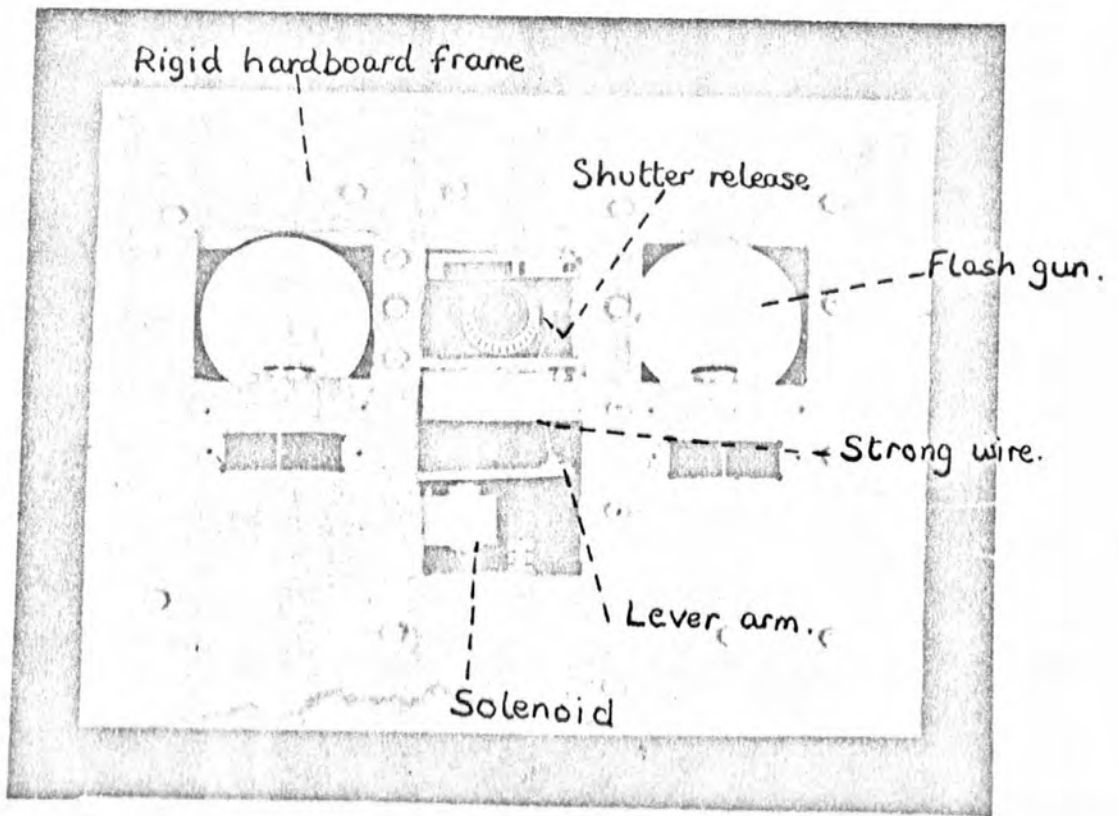 Rigid hardboard frame
Shutter release
Flash gun.
Strong wire.
Lever arm.
Solenoid